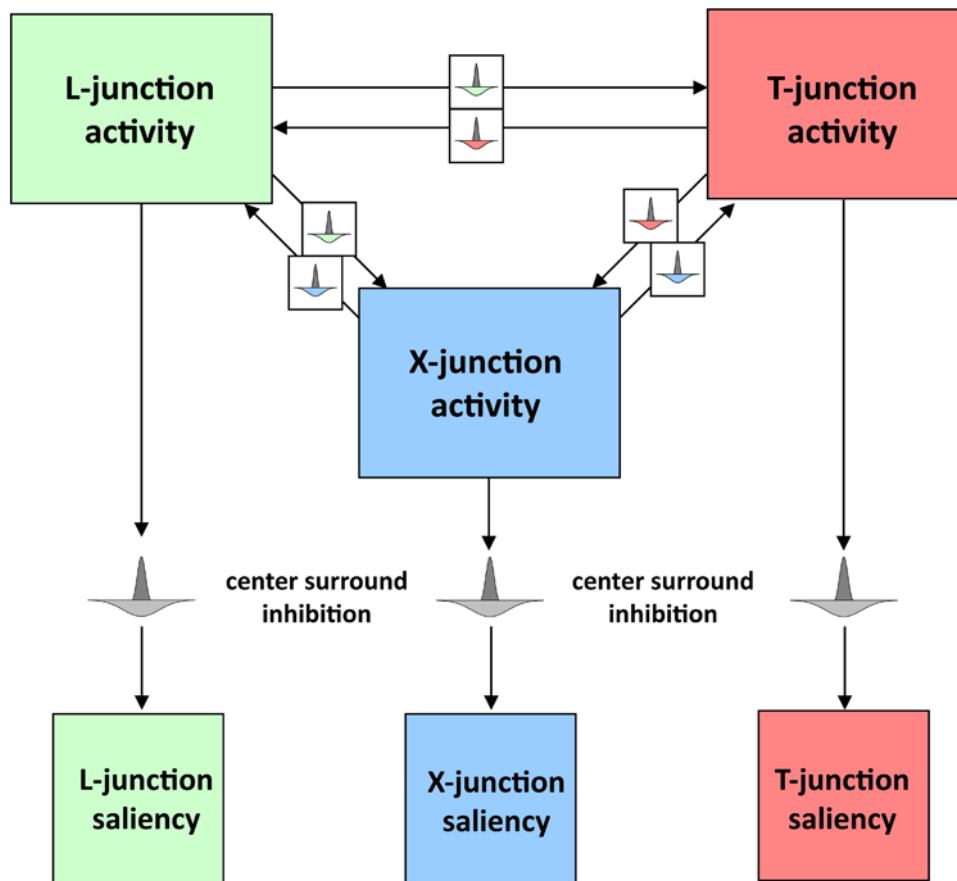 L-junction
activity
T-junction
activity
X-junction
activity
center surround
inhibition
center surround
inhibition
L-junction
saliency
X-junction
saliency
T-junction
saliency